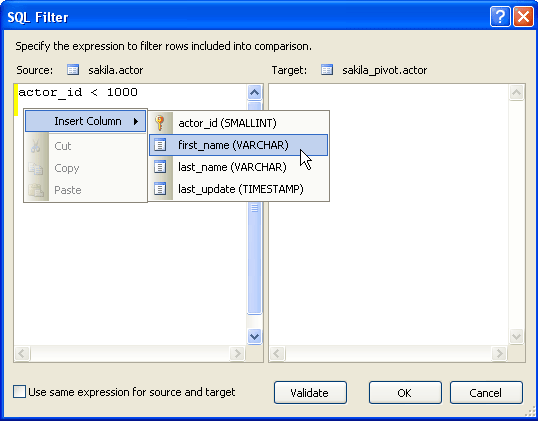 SQL Filter
Specify the expression to filter rows included into comparison.
Source: sakila.actor
Target: sakila_pivot.actor
actor_id < 1000
Insert Column
Cut
Copy
Paste
actor_id (SMALLINT)
first_name (VARCHAR)
last_name (VARCHAR)
last_update (TIMESTAMP)
Use same expression for source and target
Validate
OK
Cancel